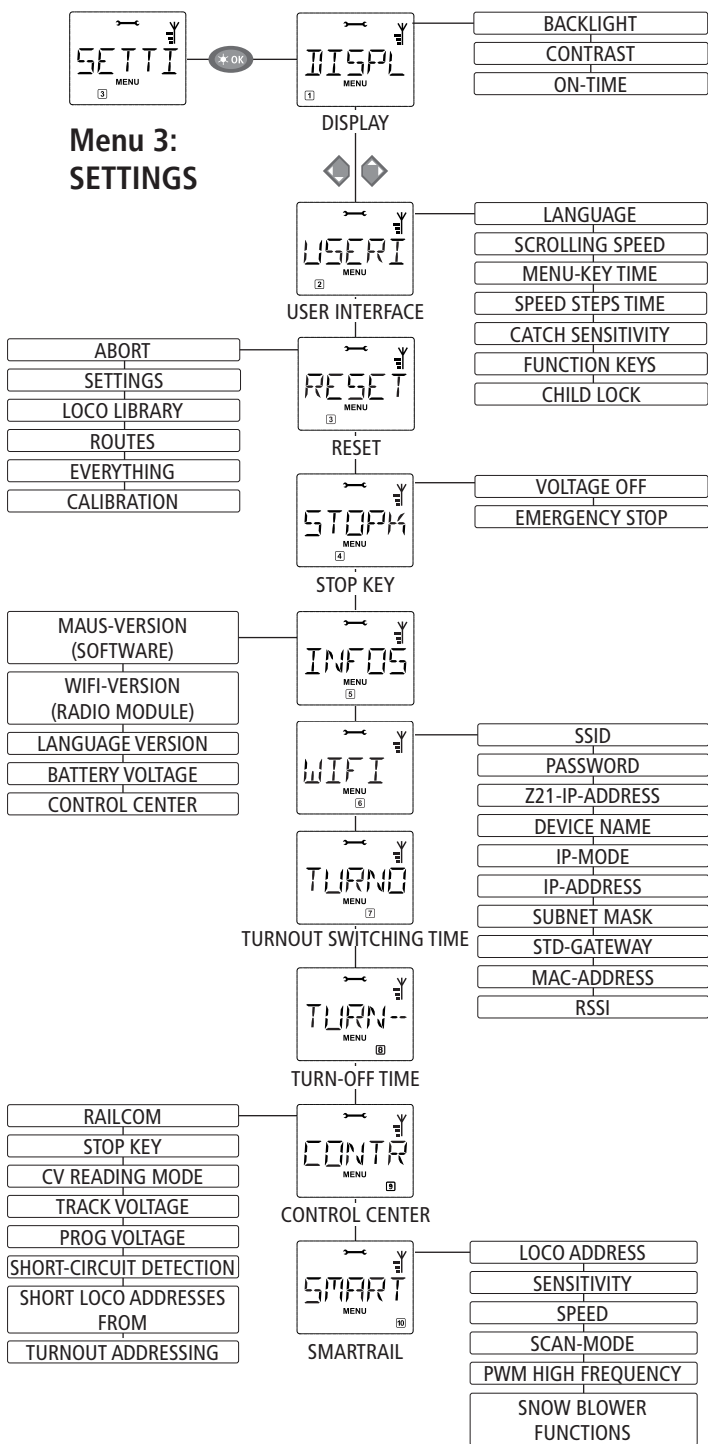 SETTI
MENU
3
OK
DISPL
MENU
1
DISPLAY
BACKLIGHT
CONTRAST
ON-TIME
Menu 3:
SETTINGS
USERI
MENU
2
USER INTERFACE
LANGUAGE
SCROLLING SPEED
MENU-KEY TIME
SPEED STEPS TIME
CATCH SENSITIVITY
FUNCTION KEYS
CHILD LOCK
RESET
MENU
3
RESET
ABORT
SETTINGS
LOCO LIBRARY
ROUTES
EVERYTHING
CALIBRATION
STOPK
MENU
4
STOP KEY
VOLTAGE OFF
EMERGENCY STOP
INFOS
MENU
5
MAUS-VERSION
(SOFTWARE)
WIFI-VERSION
(RADIO MODULE)
LANGUAGE VERSION
BATTERY VOLTAGE
CONTROL CENTER
WIFI
MENU
6
SSID
PASSWORD
Z21-IP-ADDRESS
DEVICE NAME
IP-MODE
IP-ADDRESS
SUBNET MASK
STD-GATEWAY
MAC-ADDRESS
RSSI
TURNO
MENU
7
TURNOUT SWITCHING TIME
TURN--
MENU
8
TURN-OFF TIME
CONTR
MENU
9
CONTROL CENTER
RAILCOM
STOP KEY
CV READING MODE
TRACK VOLTAGE
PROG VOLTAGE
SHORT-CIRCUIT DETECTION
SHORT LOCO ADDRESSES
FROM
TURNOUT ADDRESSING
SMART
MENU
10
SMARTRAIL
LOCO ADDRESS
SENSITIVITY
SPEED
SCAN-MODE
PWM HIGH FREQUENCY
SNOW BLOWER
FUNCTIONS